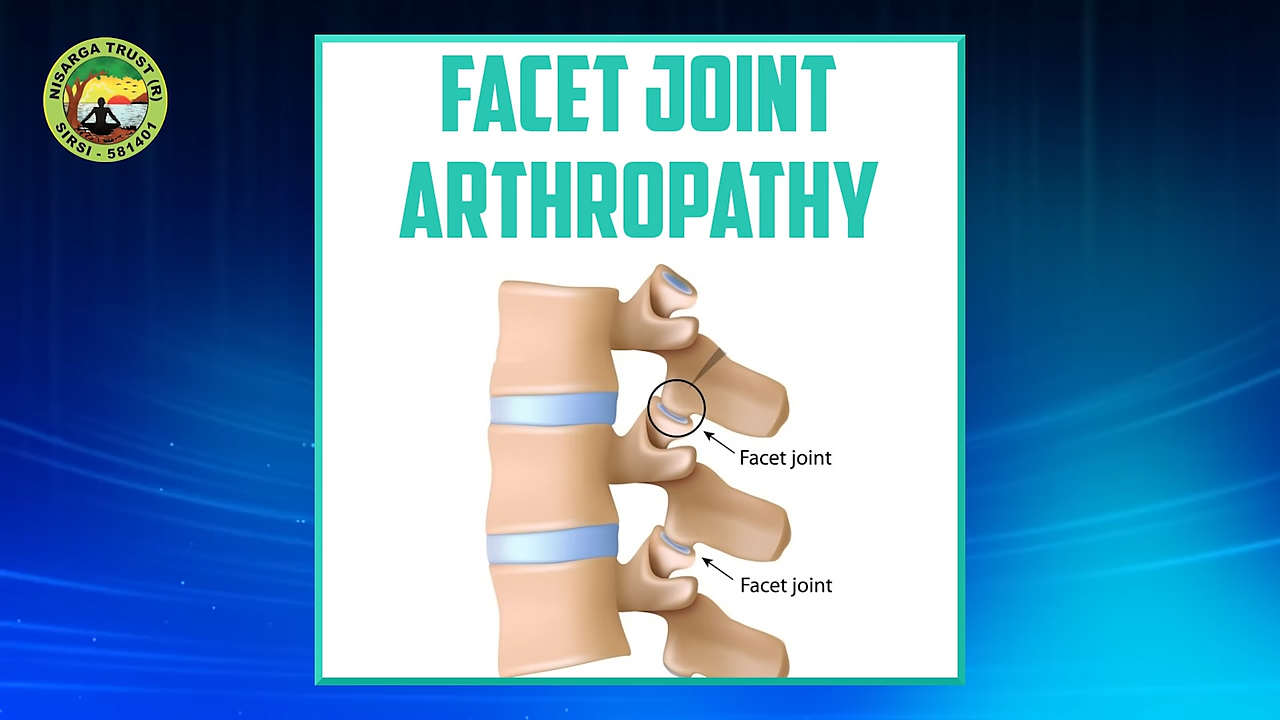 NISARGA TRUST (R)
SIRSI - 581401
FACET JOINT
ARTHROPATHY
Facet joint
Facet joint